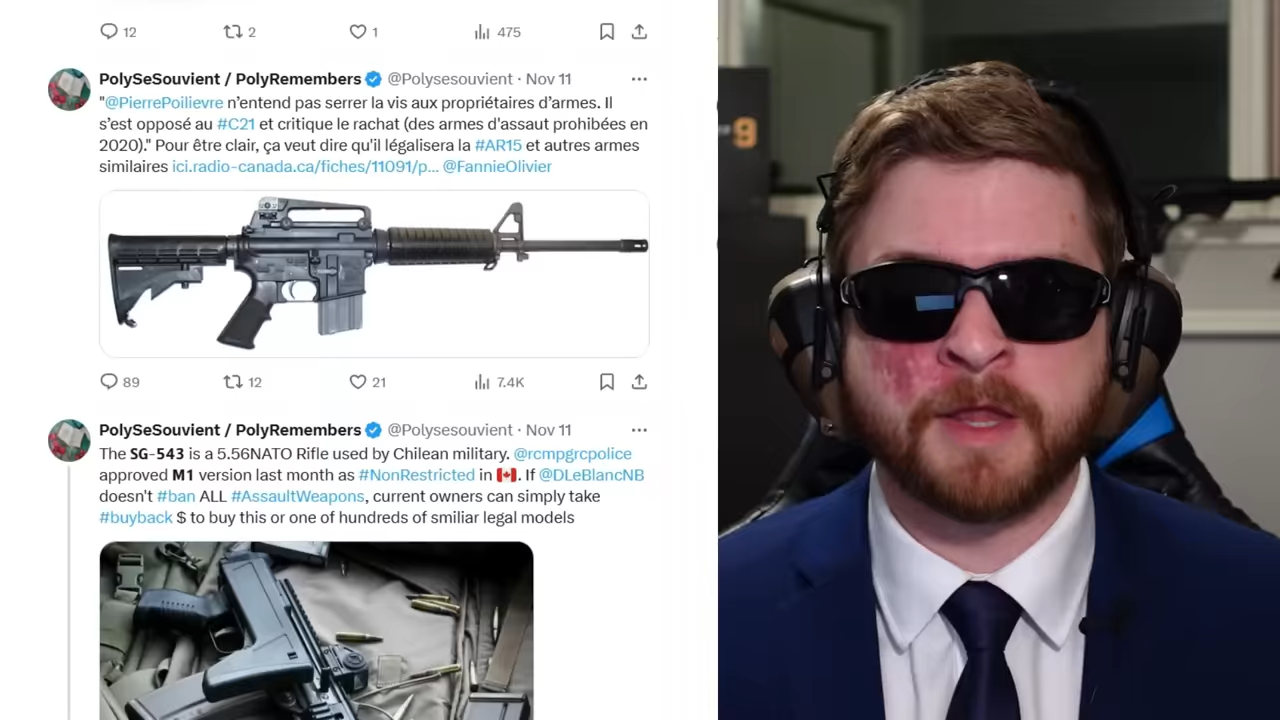 12 2 1 475
PolySeSouvient / PolyRemembers @Polysesouvient · Nov 11
"@PierrePoilievre n’entend pas serrer la vis aux propriétaires d’armes. Il
s’est opposé au #C21 et critique le rachat (des armes d'assaut prohibées en
2020)." Pour être clair, ça veut dire qu'il légalisera la #AR15 et autres armes
similaires ici.radio-canada.ca/fiches/11091/p… @FannieOlivier
89 12 21 7.4K
PolySeSouvient / PolyRemembers @Polysesouvient · Nov 11
The SG-543 is a 5.56NATO Rifle used by Chilean military. @rcmpgrcpolice
approved M1 version last month as #NonRestricted in 🇨🇦. If @DLeBlancNB
doesn't #ban ALL #AssaultWeapons, current owners can simply take
#buyback $ to buy this or one of hundreds of smiliar legal models
9